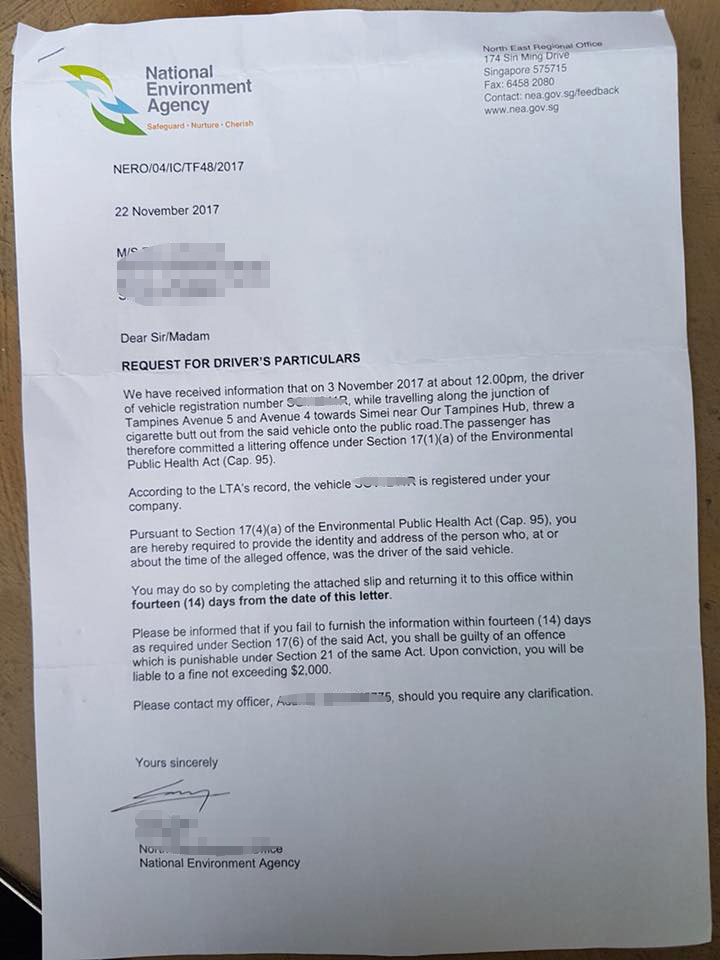 National
Environment
Agency
Safeguard · Nurture · Cherish
North East Regional Office
174 Sin Ming Drive
Singapore 575715
Fax: 6458 2080
Contact: nea.gov.sg/feedback
www.nea.gov.sg
NERO/04/IC/TF48/2017
22 November 2017
M/S
Dear Sir/Madam
REQUEST FOR DRIVER'S PARTICULARS
We have received information that on 3 November 2017 at about 12.00pm, the driver
of vehicle registration number, while travelling along the junction of
Tampines Avenue 5 and Avenue 4 towards Simei near Our Tampines Hub, threw a
cigarette butt out from the said vehicle onto the public road.The passenger has
therefore committed a littering offence under Section 17(1)(a) of the Environmental
Public Health Act (Cap. 95).
According to the LTA's record, the vehicle is registered under your
company.
Pursuant to Section 17(4)(a) of the Environmental Public Health Act (Cap. 95), you
are hereby required to provide the identity and address of the person who, at or
about the time of the alleged offence, was the driver of the said vehicle.
You may do so by completing the attached slip and returning it to this office within
fourteen (14) days from the date of this letter.
Please be informed that if you fail to furnish the information within fourteen (14) days
as required under Section 17(6) of the said Act, you shall be guilty of an offence
which is punishable under Section 21 of the same Act. Upon conviction, you will be
liable to a fine not exceeding $2,000.
Please contact my officer, should you require any clarification.
Yours sincerely
National Environment Agency